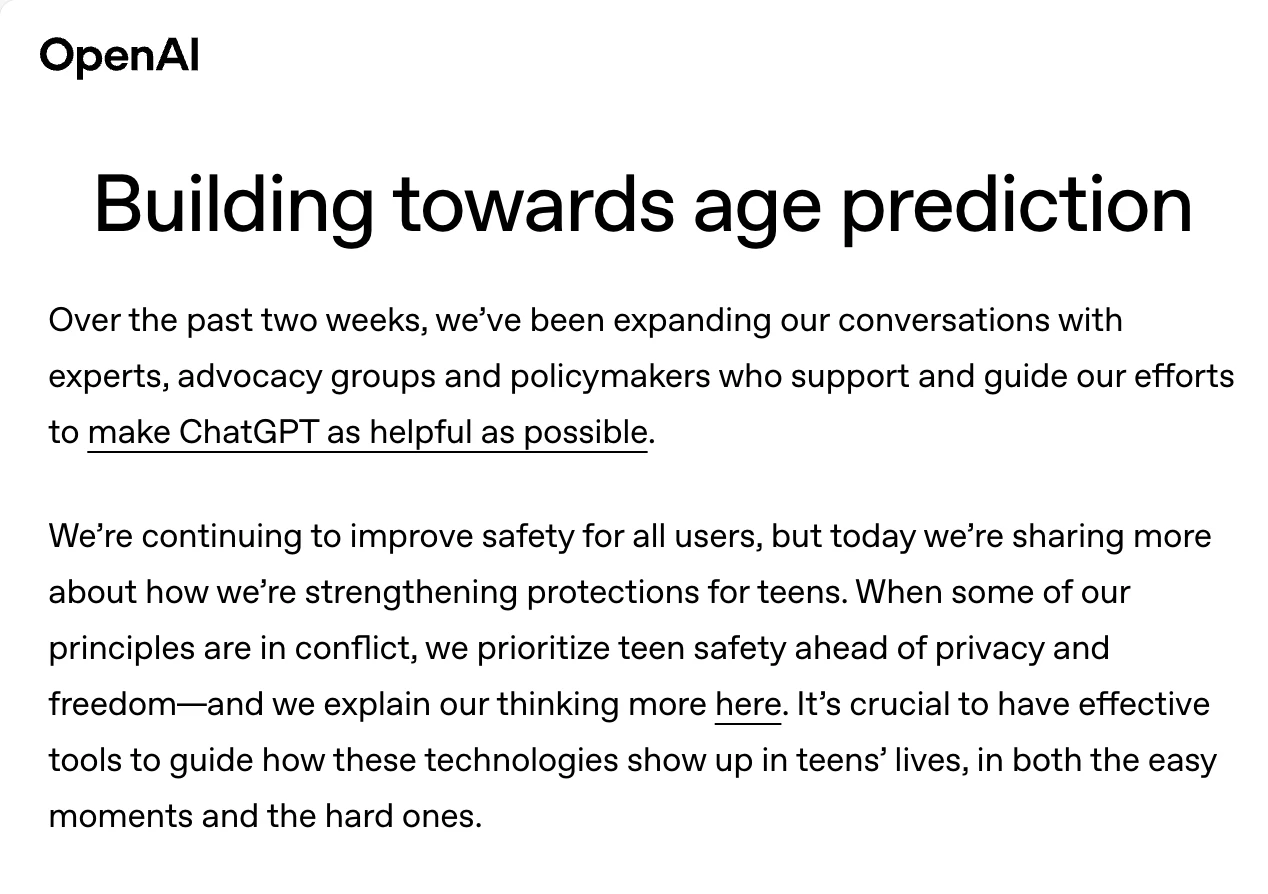 OpenAI
Building towards age prediction
Over the past two weeks, we’ve been expanding our conversations with
experts, advocacy groups and policymakers who support and guide our efforts
to make ChatGPT as helpful as possible.
We’re continuing to improve safety for all users, but today we’re sharing more
about how we’re strengthening protections for teens. When some of our
principles are in conflict, we prioritize teen safety ahead of privacy and
freedom—and we explain our thinking more here. It’s crucial to have effective
tools to guide how these technologies show up in teens’ lives, in both the easy
moments and the hard ones.